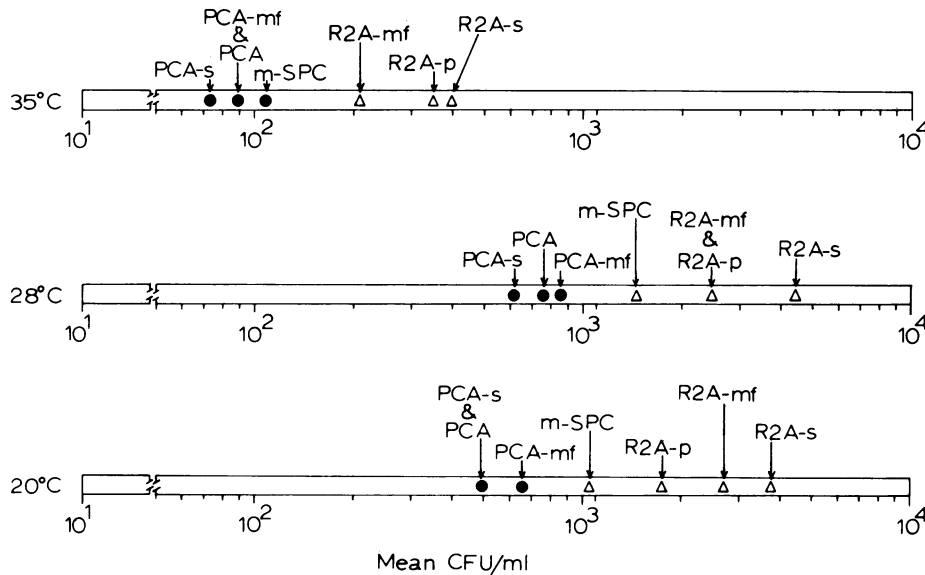 PCA-mf
&
PCA
PCA-s
m-SPC
R2A-mf
R2A-p
R2A-s
35°C
10¹ 10² 10³ 10⁴
m-SPC
R2A-mf
&
R2A-p
PCA
PCA-s
PCA-mf
R2A-s
28°C
10¹ 10² 10³ 10⁴
PCA-s
&
PCA
PCA-mf
m-SPC
R2A-p
R2A-mf
R2A-s
20°C
10¹ 10² 10³ 10⁴
Mean CFU/ml